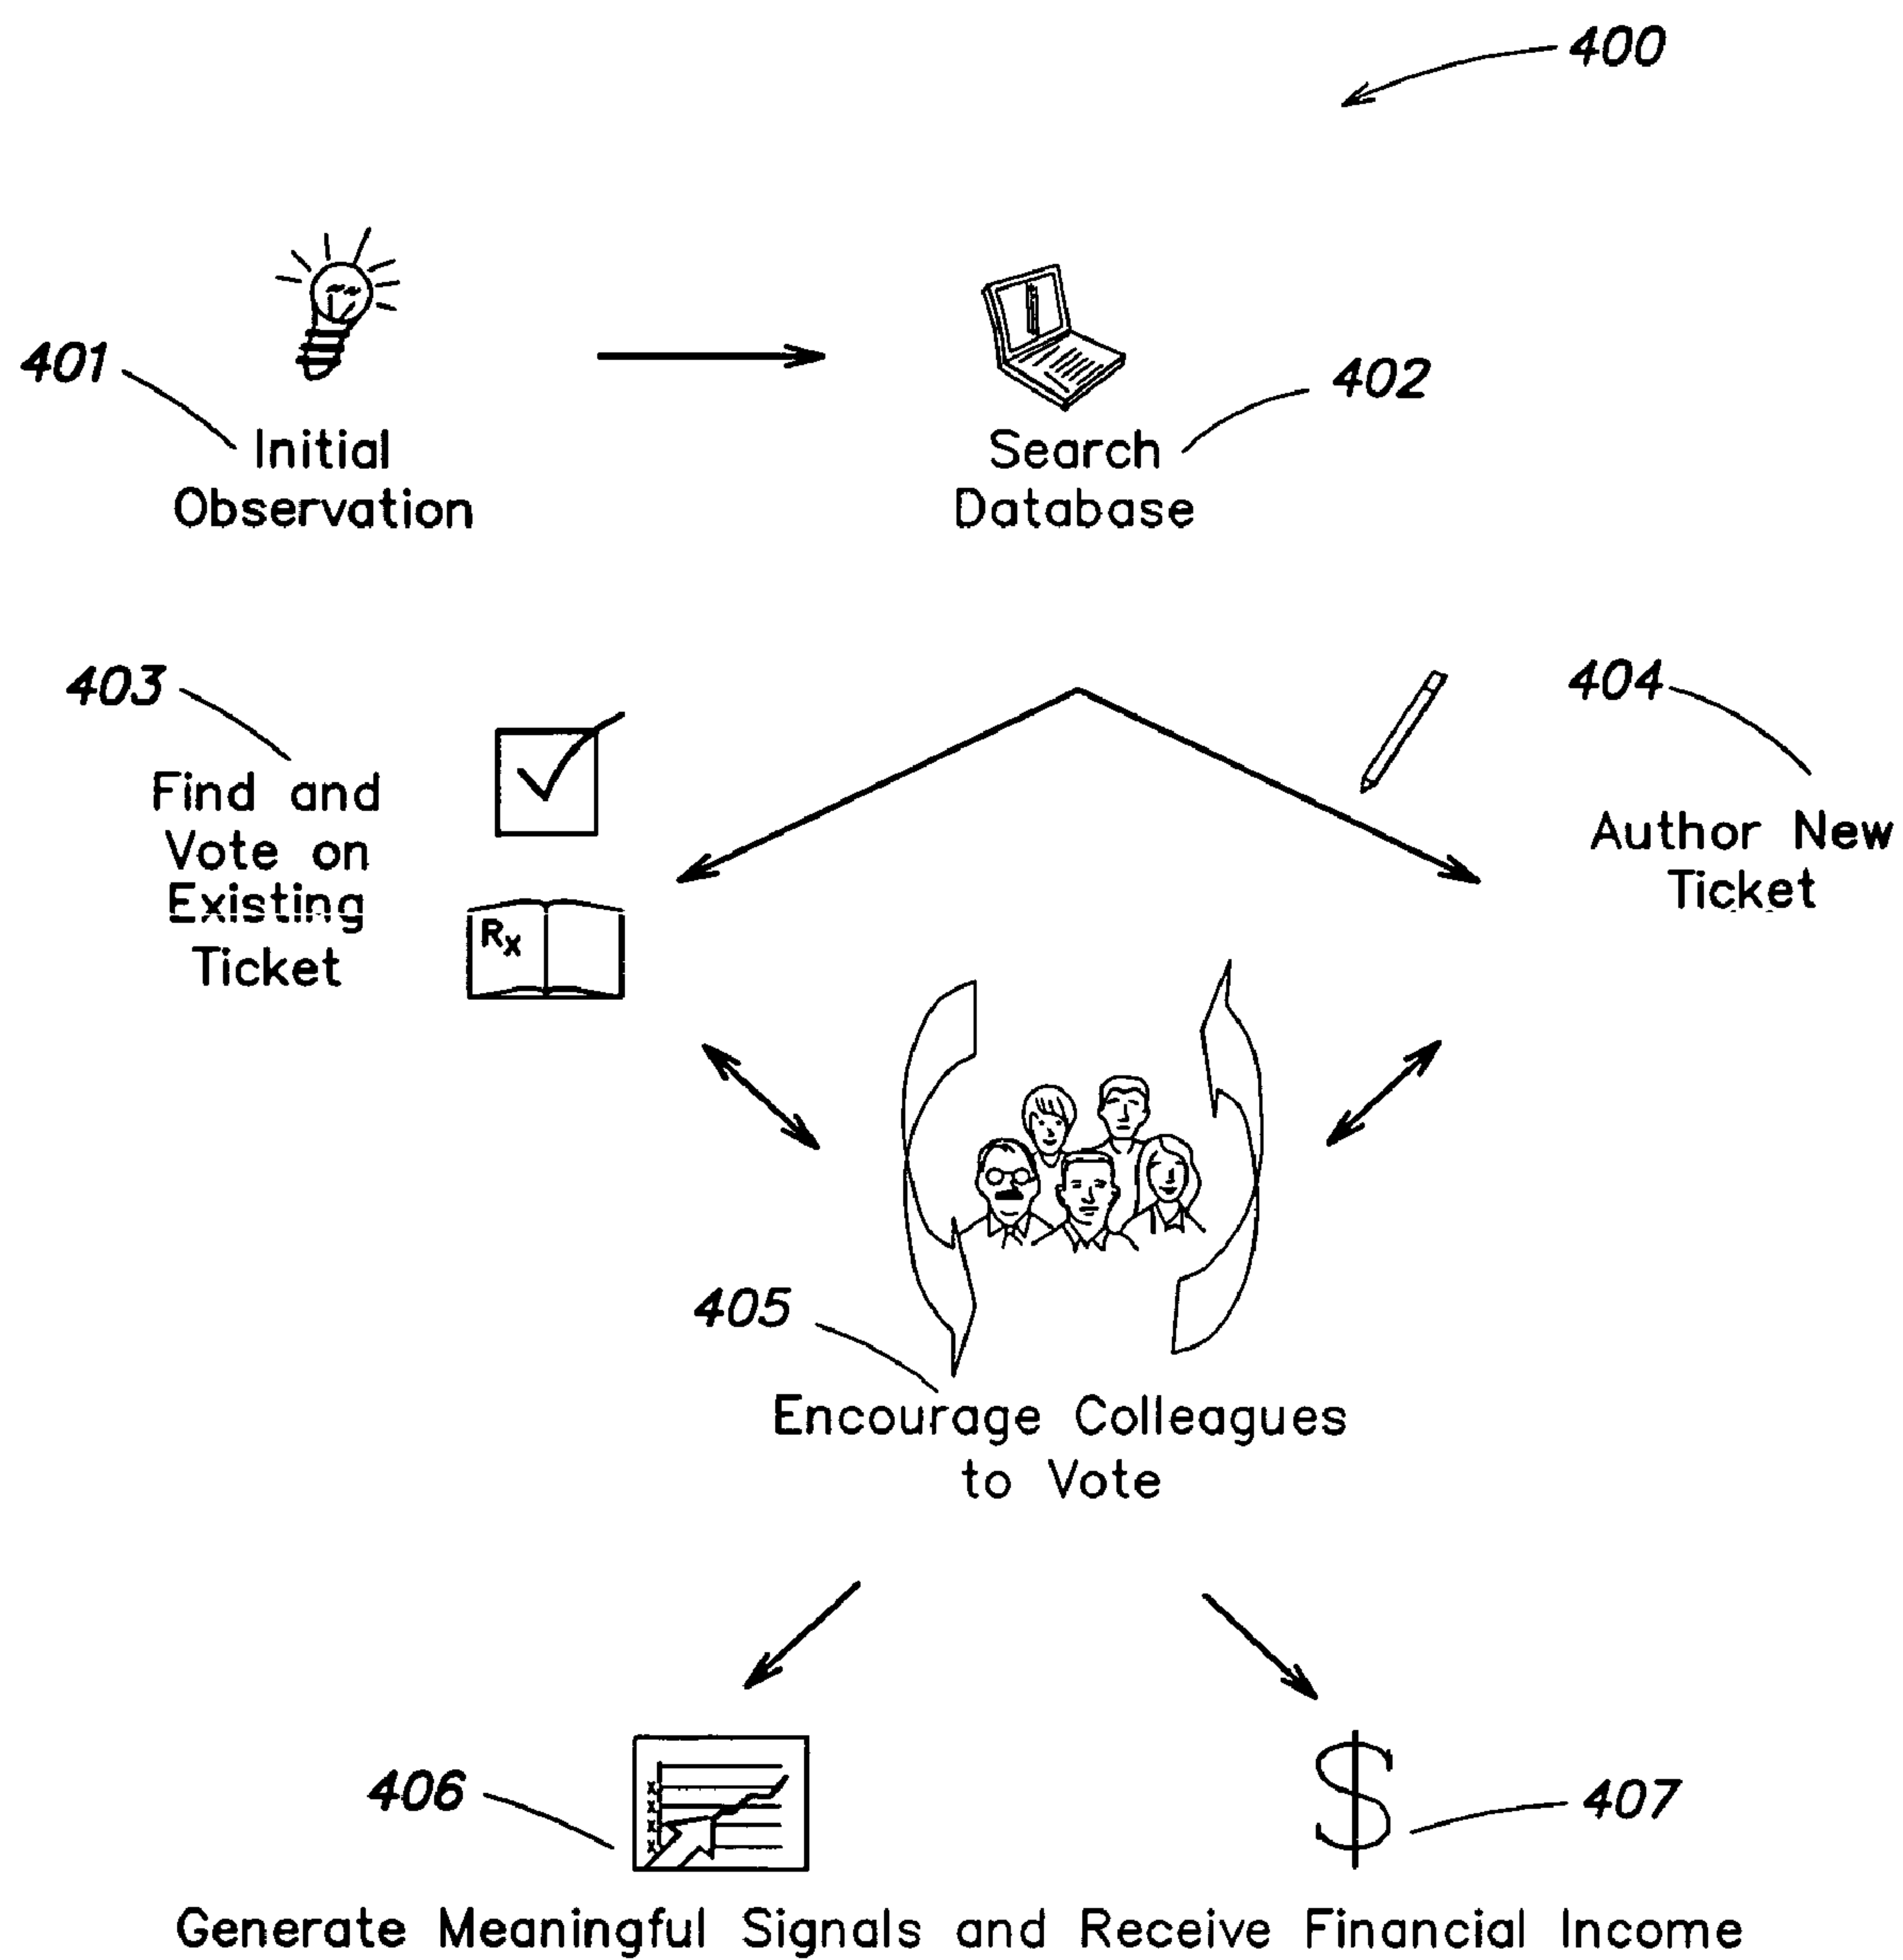 400
401
Initial
Observation
402
Search
Database
403
Find and
Vote on
Existing
Ticket
Rx
404
Author New
Ticket
405
Encourage Colleagues
to Vote
406
x
x
x
x
$
407
Generate Meaningful Signals and Receive Financial Income